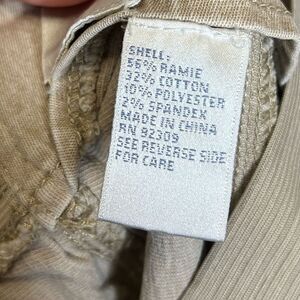 SHELL:
56% RAMIE
32% COTTON
10% POLYESTER
2% SPANDEX
MADE IN CHINA
RN 92309
SEE REVERSE SIDE
FOR CARE